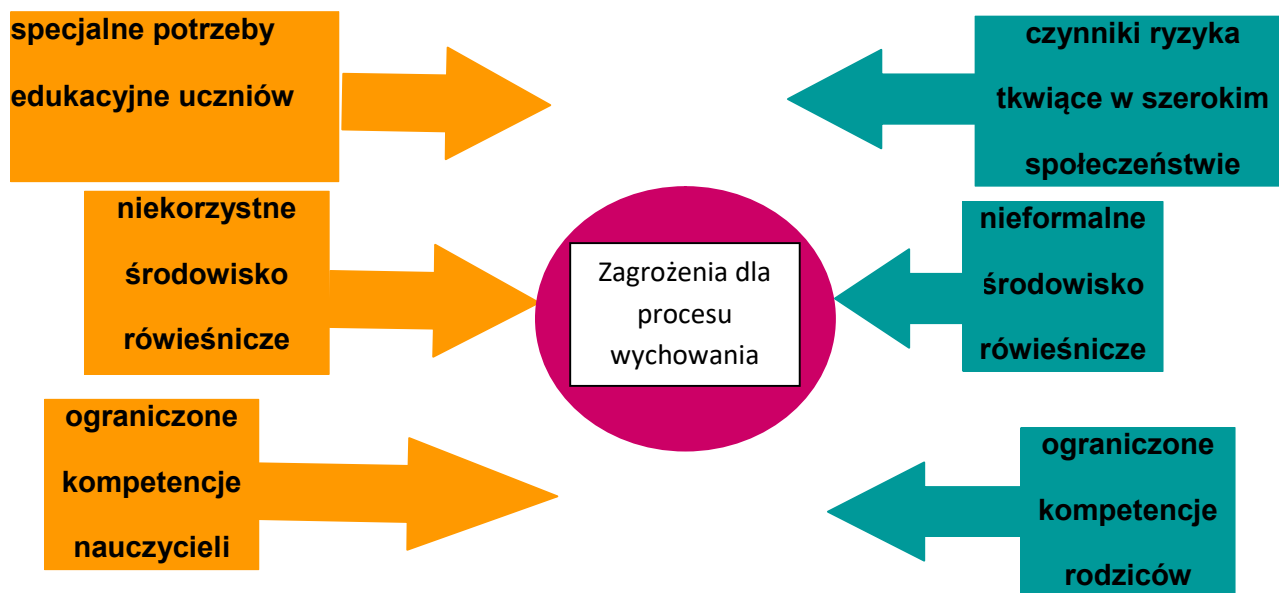 specjalne potrzeby
edukacyjne uczniów
czynniki ryzyka
tkwiące w szerokim
społeczeństwie
niekorzystne
środowisko
rówieśnicze
Zagrożenia dla
procesu
wychowania
nieformalne
środowisko
rówieśnicze
ograniczone
kompetencje
nauczycieli
ograniczone
kompetencje
rodziców